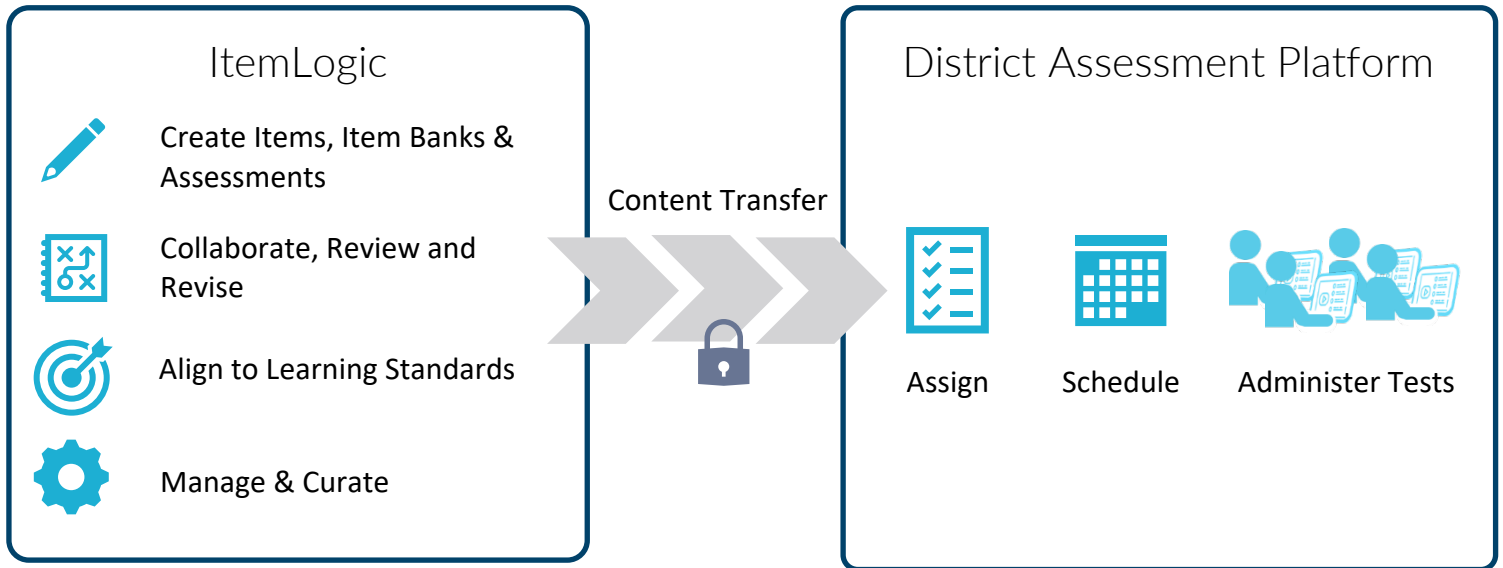 ItemLogic
Create Items, Item Banks &
Assessments
Collaborate, Review and
Revise
Align to Learning Standards
Manage & Curate
Content Transfer
District Assessment Platform
Assign
Schedule
Administer Tests